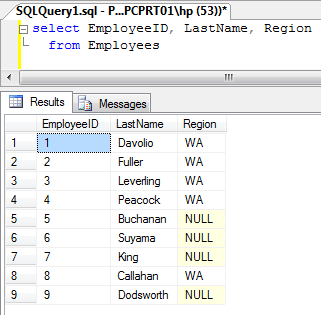 SQLQuery1.sql - P...PCPRT01\hp (53))*
select EmployeeID, LastName, Region
from Employees
Results Messages
EmployeeID LastName Region
1 1 Davolio WA
2 2 Fuller WA
3 3 Leverling WA
4 4 Peacock WA
5 5 Buchanan NULL
6 6 Suyama NULL
7 7 King NULL
8 8 Callahan WA
9 9 Dodsworth NULL